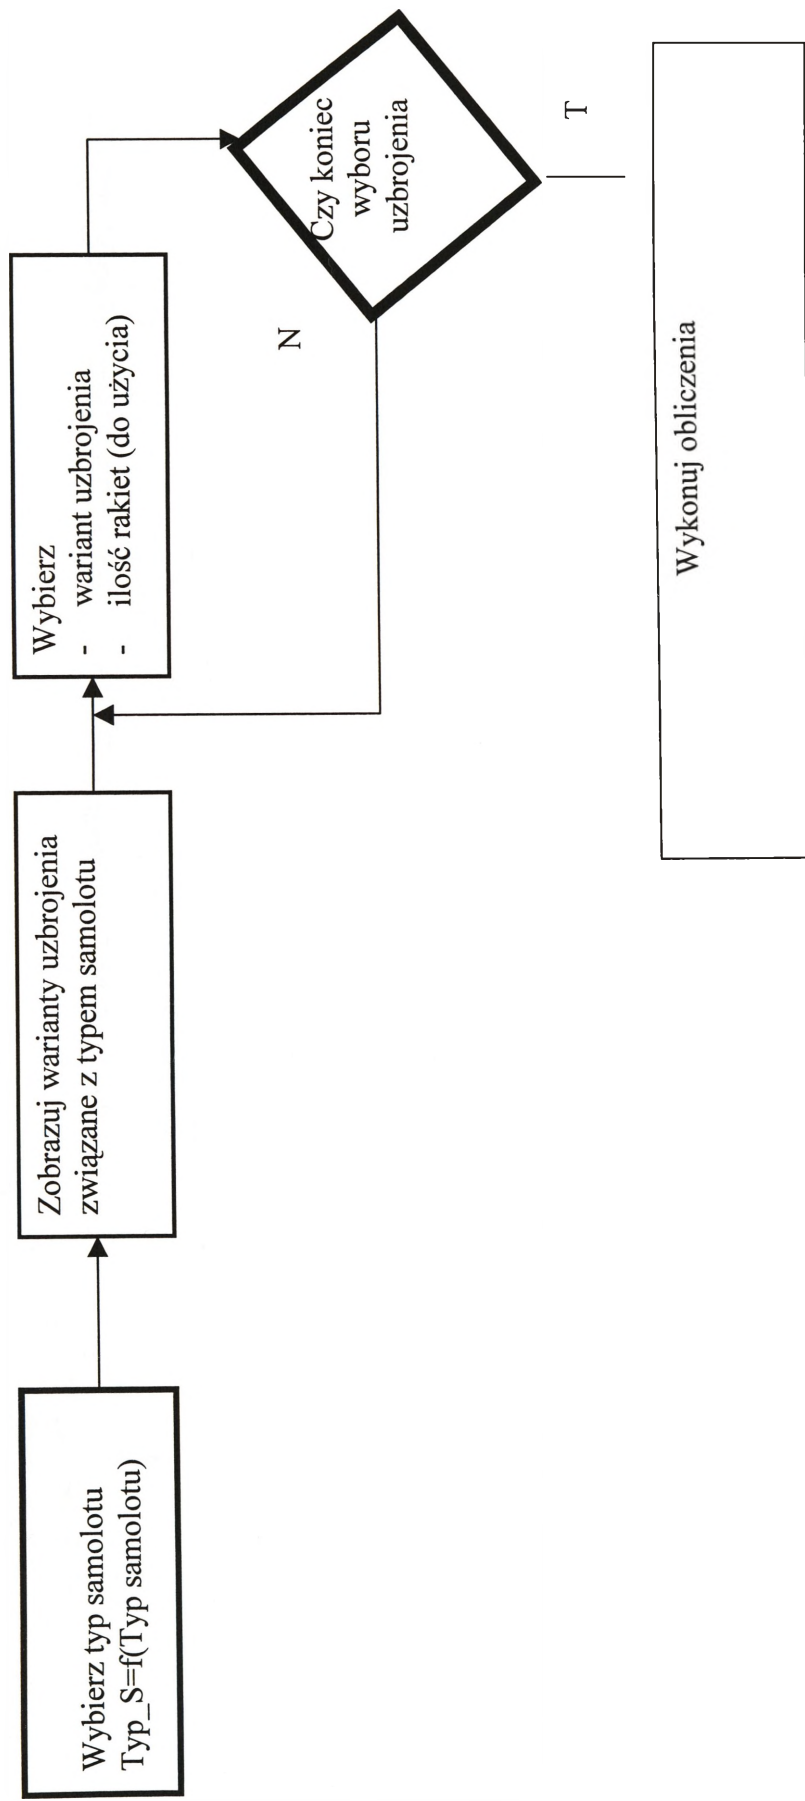 Wybierz typ samolotu
Typ_S=f(Typ samolotu)
Zobrazuj warianty uzbrojenia
związane z typem samolotu
Wybierz
- wariant uzbrojenia
- ilość rakiet (do użycia)
Czy koniec
wyboru
uzbrojenia
N
T
Wykonuj obliczenia